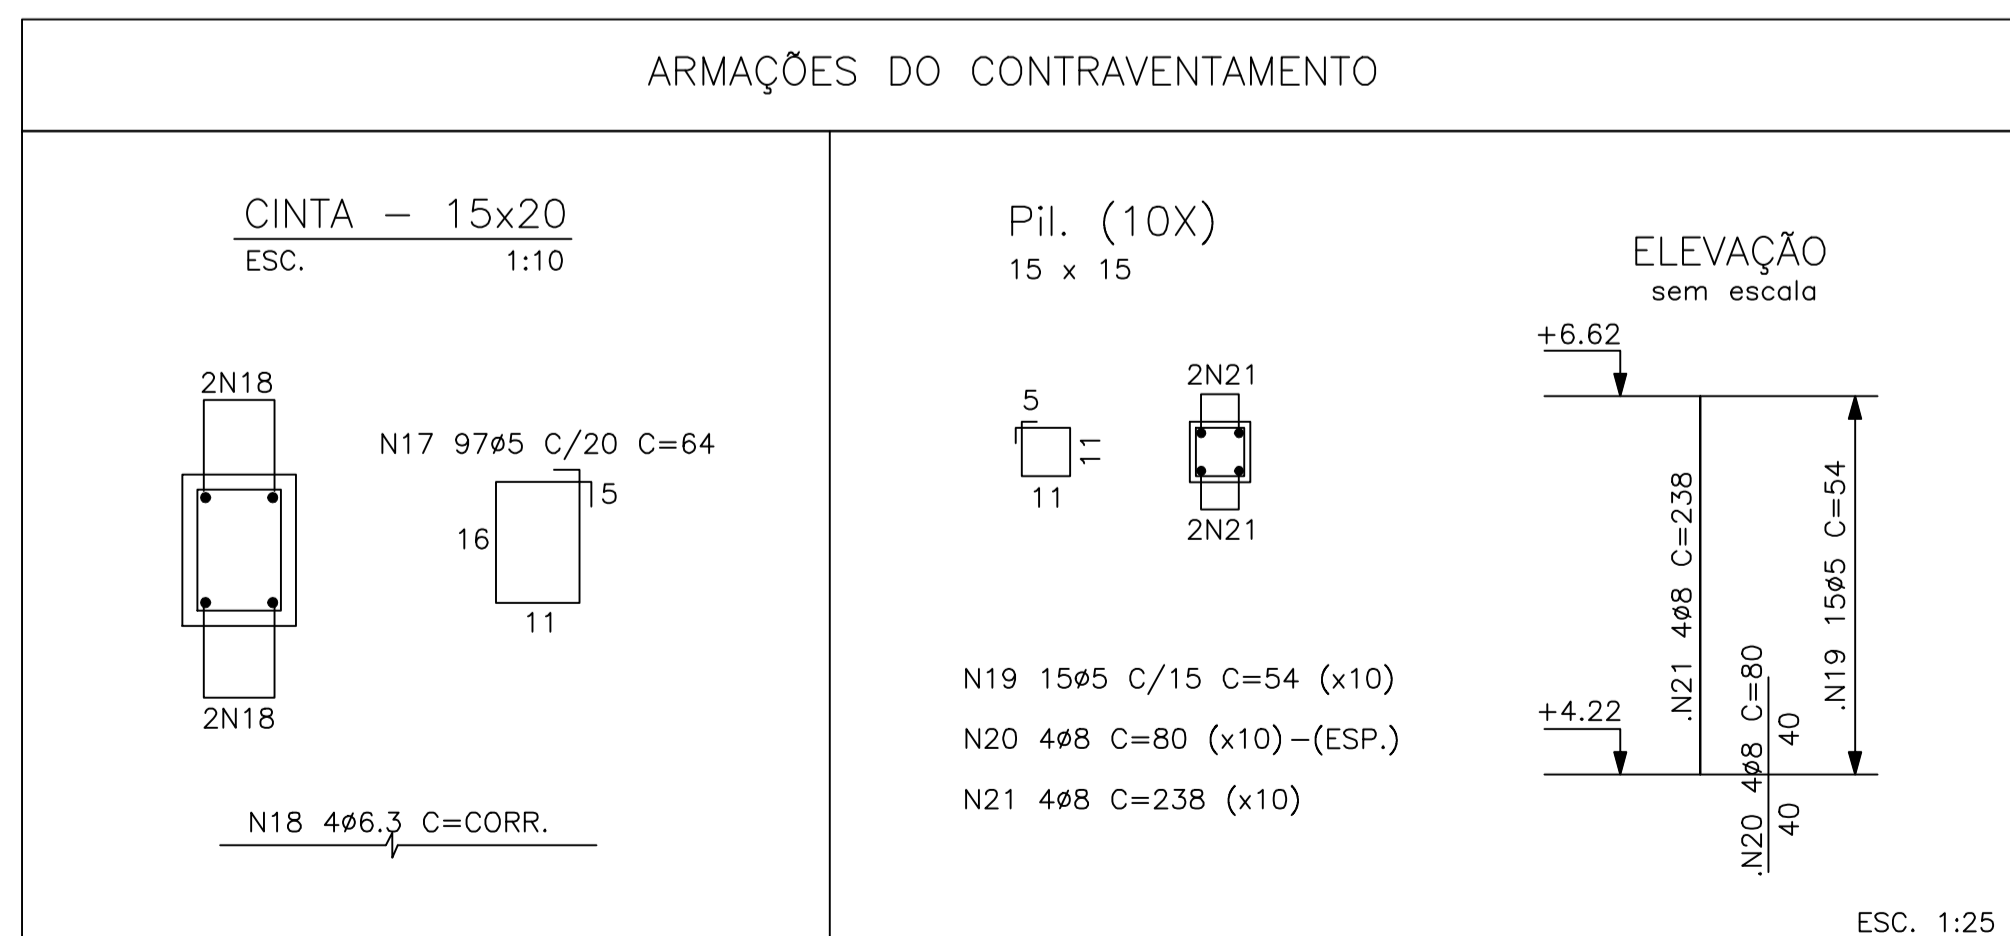 ARMAÇÕES DO CONTRAVENTAMENTO
CINTA - 15x20
ESC. 1:10
2N18
N17 97ø5 C/20 C=64
5
16
11
2N18
N18 4ø6.3 C=CORR.
Pil. (10X)
15 x 15
5
11
11
2N21
2N21
N19 15ø5 C/15 C=54 (x10)
N20 4ø8 C=80 (x10)-(ESP.)
N21 4ø8 C=238 (x10)
ELEVAÇÃO
sem escala
+6.62
+4.22
.N21 4ø8 C=238
.N20 4ø8 C=80
40
40
.N19 15ø5 C=54
ESC. 1:25